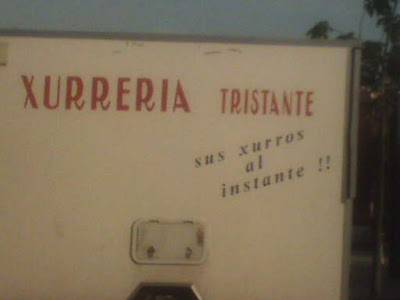 XURRERIA TRISTANTE
sus xurros
al
instante !!